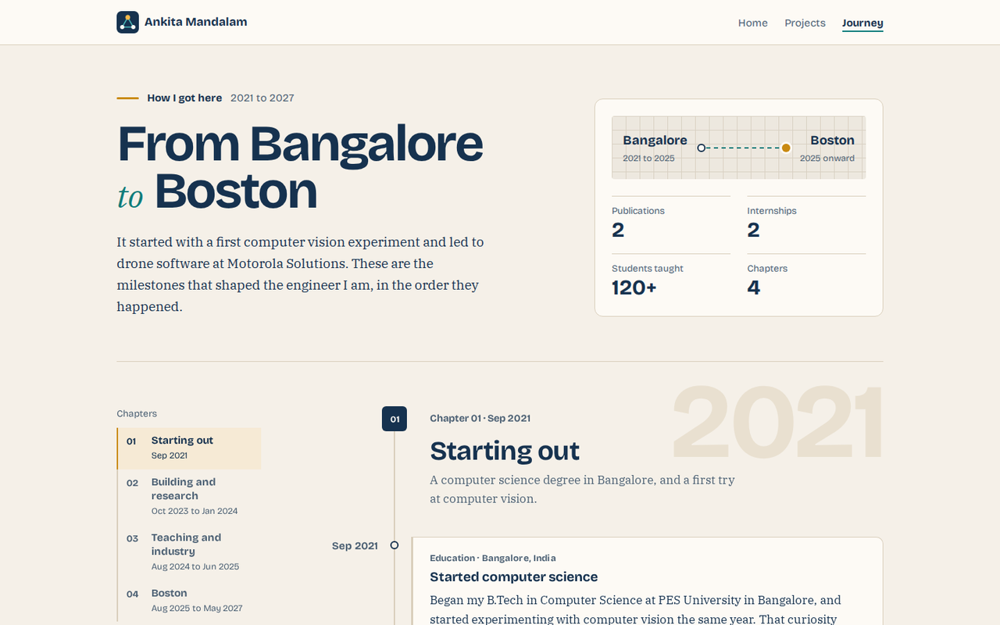 Ankita Mandalam
Home Projects Journey
How I got here 2021 to 2027
From Bangalore
to Boston
It started with a first computer vision experiment and led to
drone software at Motorola Solutions. These are the
milestones that shaped the engineer I am, in the order they
happened.
Bangalore
2021 to 2025
Boston
2025 onward
Publications
2
Internships
2
Students taught
120+
Chapters
4
2021
Chapters
01 Starting out
Sep 2021
02 Building and
research
Oct 2023 to Jan 2024
03 Teaching and
industry
Aug 2024 to Jun 2025
04 Boston
Aug 2025 to May 2027
01
Chapter 01 · Sep 2021
Starting out
A computer science degree in Bangalore, and a first try
at computer vision.
Sep 2021
Education · Bangalore, India
Started computer science
Began my B.Tech in Computer Science at PES University in Bangalore, and
started experimenting with computer vision the same year. That curiosity